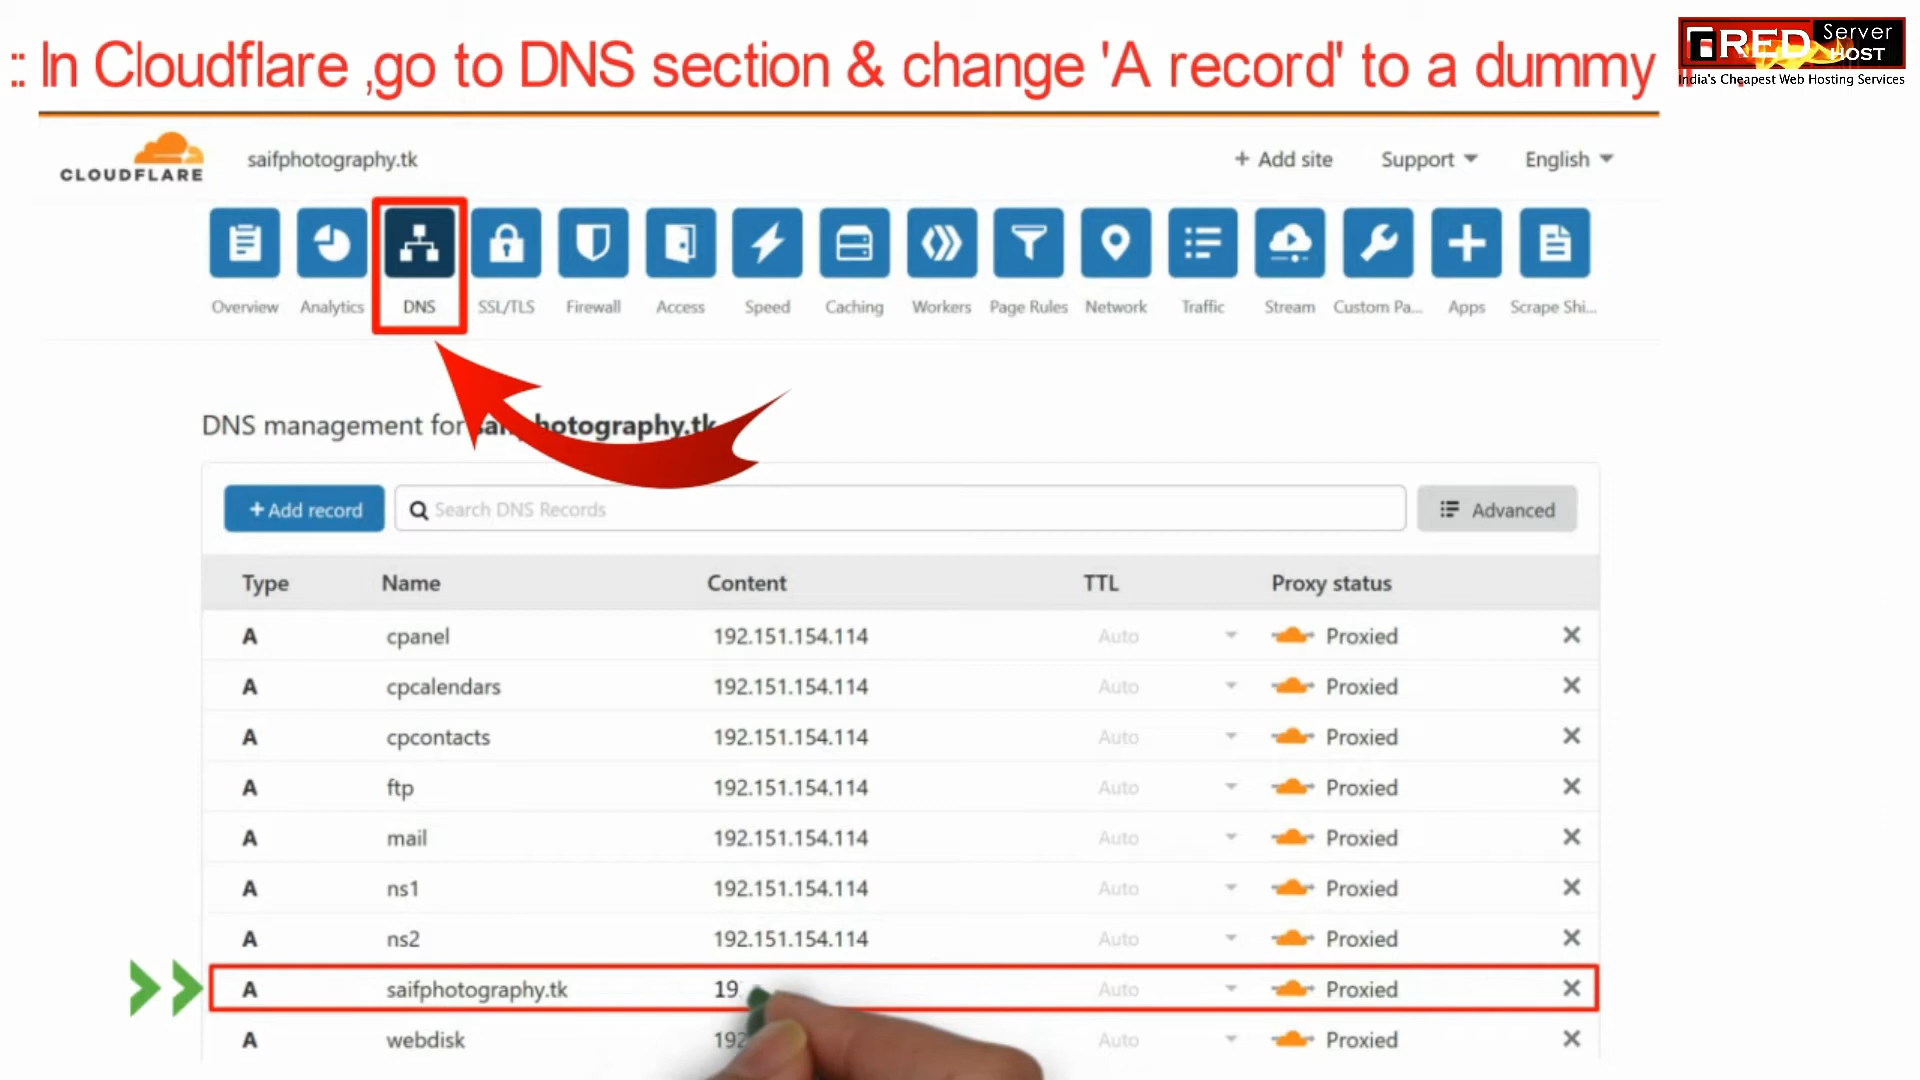 :: In Cloudflare ,go to DNS section & change 'A record' to a dummy
RED Server HOST
India's Cheapest Web Hosting Services
CLOUDFLARE
saifphotography.tk
+ Add site
Support
English
Overview
Analytics
DNS
SSL/TLS
Firewall
Access
Speed
Caching
Workers
Page Rules
Network
Traffic
Stream
Custom Pa...
Apps
Scrape Shi...
DNS management for saifphotography.tk
+ Add record
Search DNS Records
Advanced
Type Name Content TTL Proxy status
A cpanel 192.151.154.114 Auto Proxied
A cpcalendars 192.151.154.114 Auto Proxied
A cpcontacts 192.151.154.114 Auto Proxied
A ftp 192.151.154.114 Auto Proxied
A mail 192.151.154.114 Auto Proxied
A ns1 192.151.154.114 Auto Proxied
A ns2 192.151.154.114 Auto Proxied
A saifphotography.tk 19 Auto Proxied
A webdisk 192 Auto Proxied